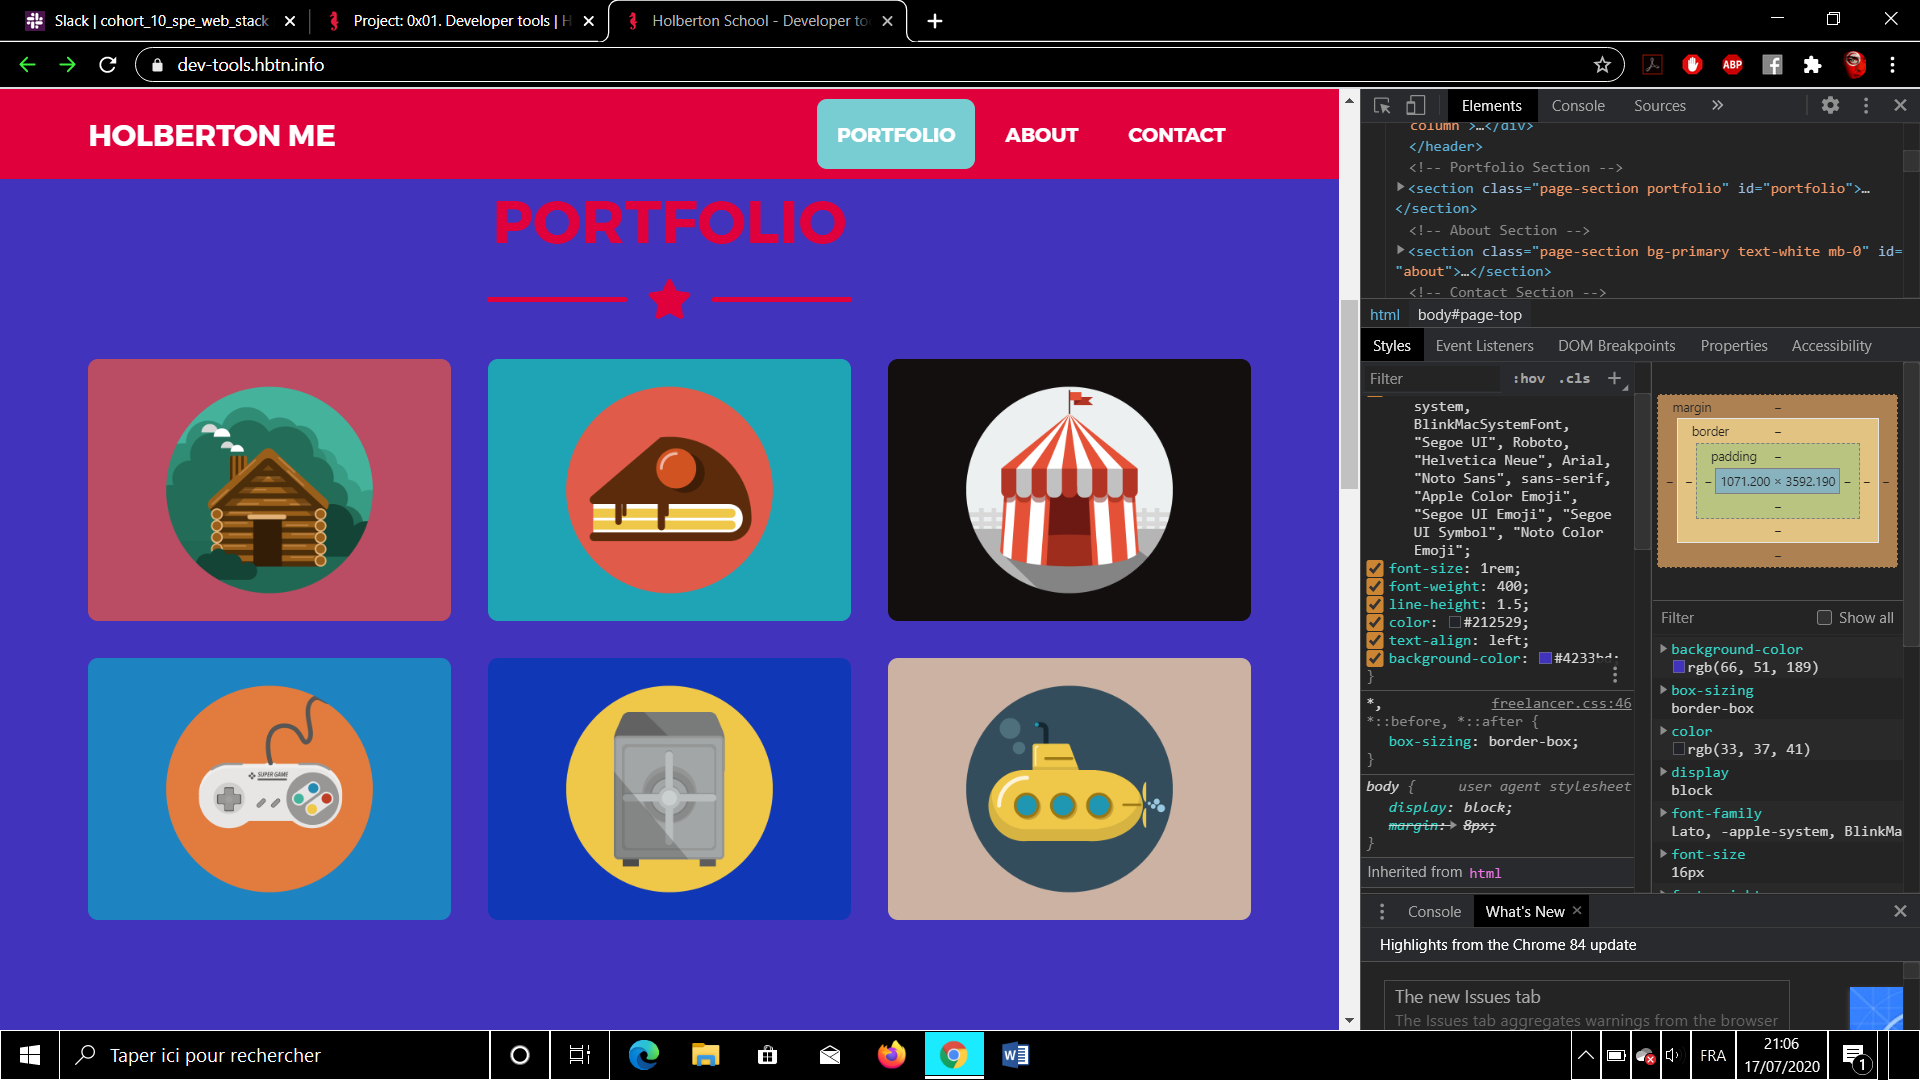 Slack | cohort_10_spe_web_stack
Project: 0x01. Developer tools | H
Holberton School - Developer to
dev-tools.hbtn.info
ABP
HOLBERTON ME
PORTFOLIO
ABOUT
CONTACT
PORTFOLIO
SUPER GAME
Elements
Console
Sources
column">…</div>
</header>
<!-- Portfolio Section -->
<section class="page-section portfolio" id="portfolio">…
</section>
<!-- About Section -->
<section class="page-section bg-primary text-white mb-0" id=
"about">…</section>
<!-- Contact Section -->
html
body#page-top
Styles
Event Listeners
DOM Breakpoints
Properties
Accessibility
Filter
:hov
.cls
system,
BlinkMacSystemFont,
"Segoe UI", Roboto,
"Helvetica Neue", Arial,
"Noto Sans", sans-serif,
"Apple Color Emoji",
"Segoe UI Emoji", "Segoe
UI Symbol", "Noto Color
Emoji";
font-size: 1rem;
font-weight: 400;
line-height: 1.5;
color: #212529;
text-align: left;
background-color: #4233bd;
}
*,
freelancer.css:46
*::before, *::after {
box-sizing: border-box;
}
body {
user agent stylesheet
display: block;
margin: 8px;
}
Inherited from html
margin
–
border
–
padding
–
– – – 1071.200 × 3592.190 – – –
–
–
–
Filter
Show all
background-color
rgb(66, 51, 189)
box-sizing
border-box
color
rgb(33, 37, 41)
display
block
font-family
Lato, -apple-system, BlinkMa
font-size
16px
Console
What's New
Highlights from the Chrome 84 update
The new Issues tab
The Issues tab aggregates warnings from the browser
Taper ici pour rechercher
FRA
21:06
17/07/2020
1